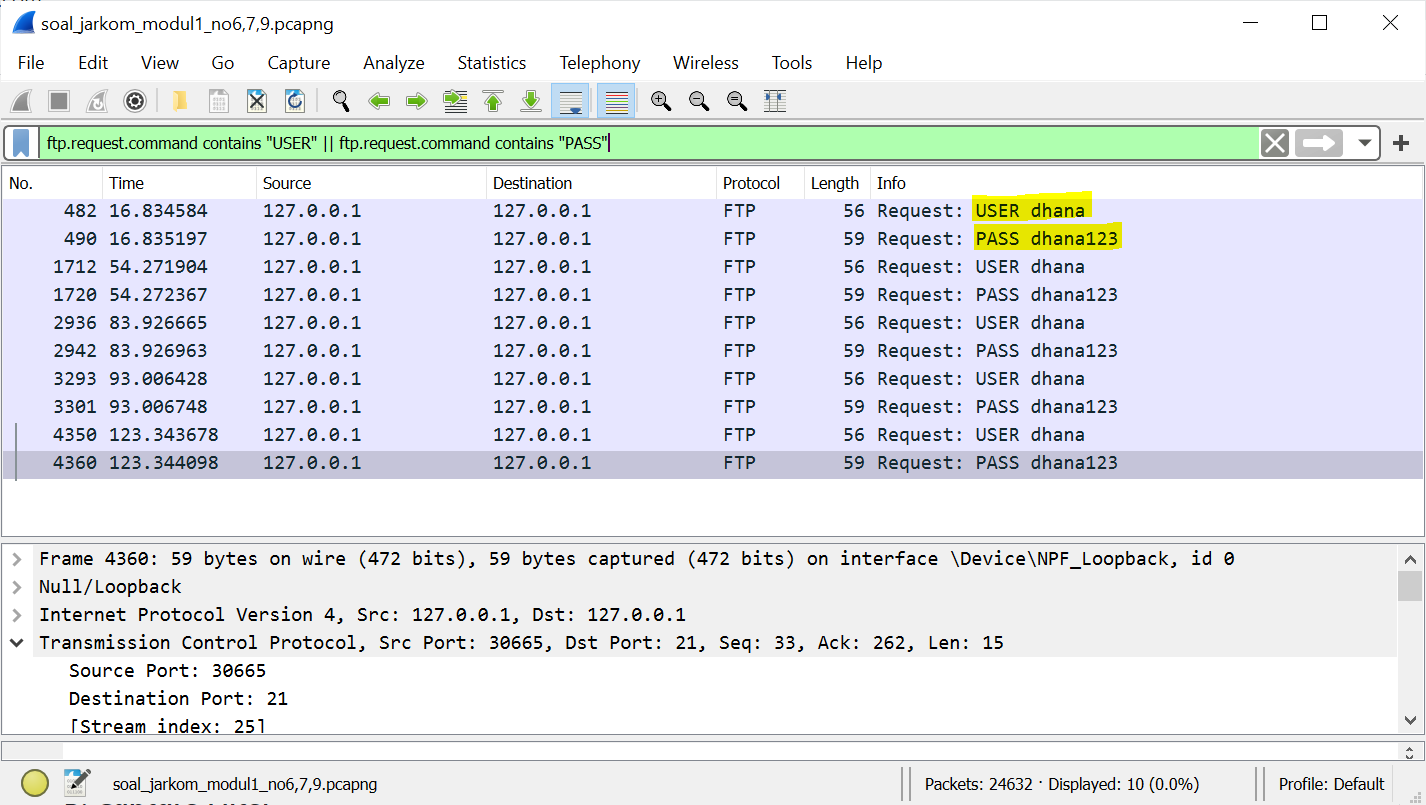 soal_jarkom_modul1_no6,7,9.pcapng
File Edit View Go Capture Analyze Statistics Telephony Wireless Tools Help
ftp.request.command contains "USER" || ftp.request.command contains "PASS"
No. Time Source Destination Protocol Length Info
482 16.834584 127.0.0.1 127.0.0.1 FTP 56 Request: USER dhana
490 16.835197 127.0.0.1 127.0.0.1 FTP 59 Request: PASS dhana123
1712 54.271904 127.0.0.1 127.0.0.1 FTP 56 Request: USER dhana
1720 54.272367 127.0.0.1 127.0.0.1 FTP 59 Request: PASS dhana123
2936 83.926665 127.0.0.1 127.0.0.1 FTP 56 Request: USER dhana
2942 83.926963 127.0.0.1 127.0.0.1 FTP 59 Request: PASS dhana123
3293 93.006428 127.0.0.1 127.0.0.1 FTP 56 Request: USER dhana
3301 93.006748 127.0.0.1 127.0.0.1 FTP 59 Request: PASS dhana123
4350 123.343678 127.0.0.1 127.0.0.1 FTP 56 Request: USER dhana
4360 123.344098 127.0.0.1 127.0.0.1 FTP 59 Request: PASS dhana123
Frame 4360: 59 bytes on wire (472 bits), 59 bytes captured (472 bits) on interface \Device\NPF_Loopback, id 0
Null/Loopback
Internet Protocol Version 4, Src: 127.0.0.1, Dst: 127.0.0.1
Transmission Control Protocol, Src Port: 30665, Dst Port: 21, Seq: 33, Ack: 262, Len: 15
Source Port: 30665
Destination Port: 21
[Stream index: 25]
soal_jarkom_modul1_no6,7,9.pcapng Packets: 24632 · Displayed: 10 (0.0%) Profile: Default